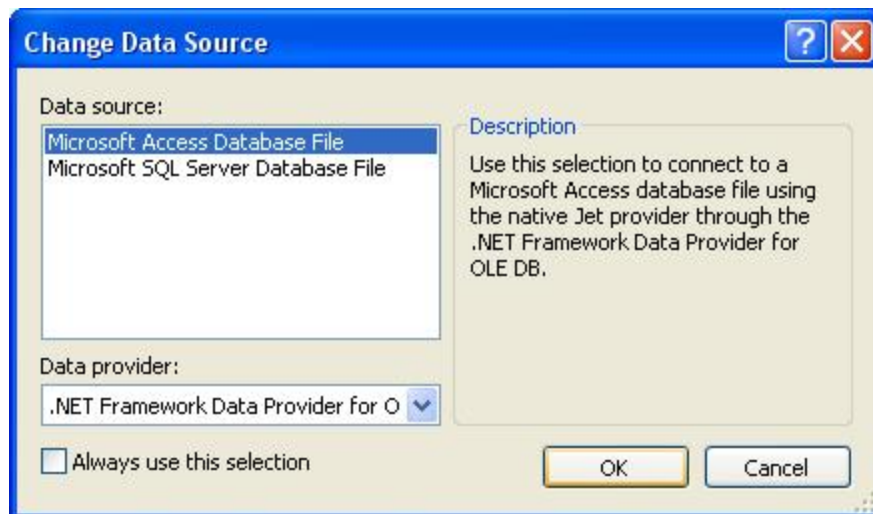 Change Data Source
Data source:
Microsoft Access Database File
Microsoft SQL Server Database File
Description
Use this selection to connect to a
Microsoft Access database file using
the native Jet provider through the
.NET Framework Data Provider for
OLE DB.
Data provider:
.NET Framework Data Provider for O
Always use this selection
OK
Cancel